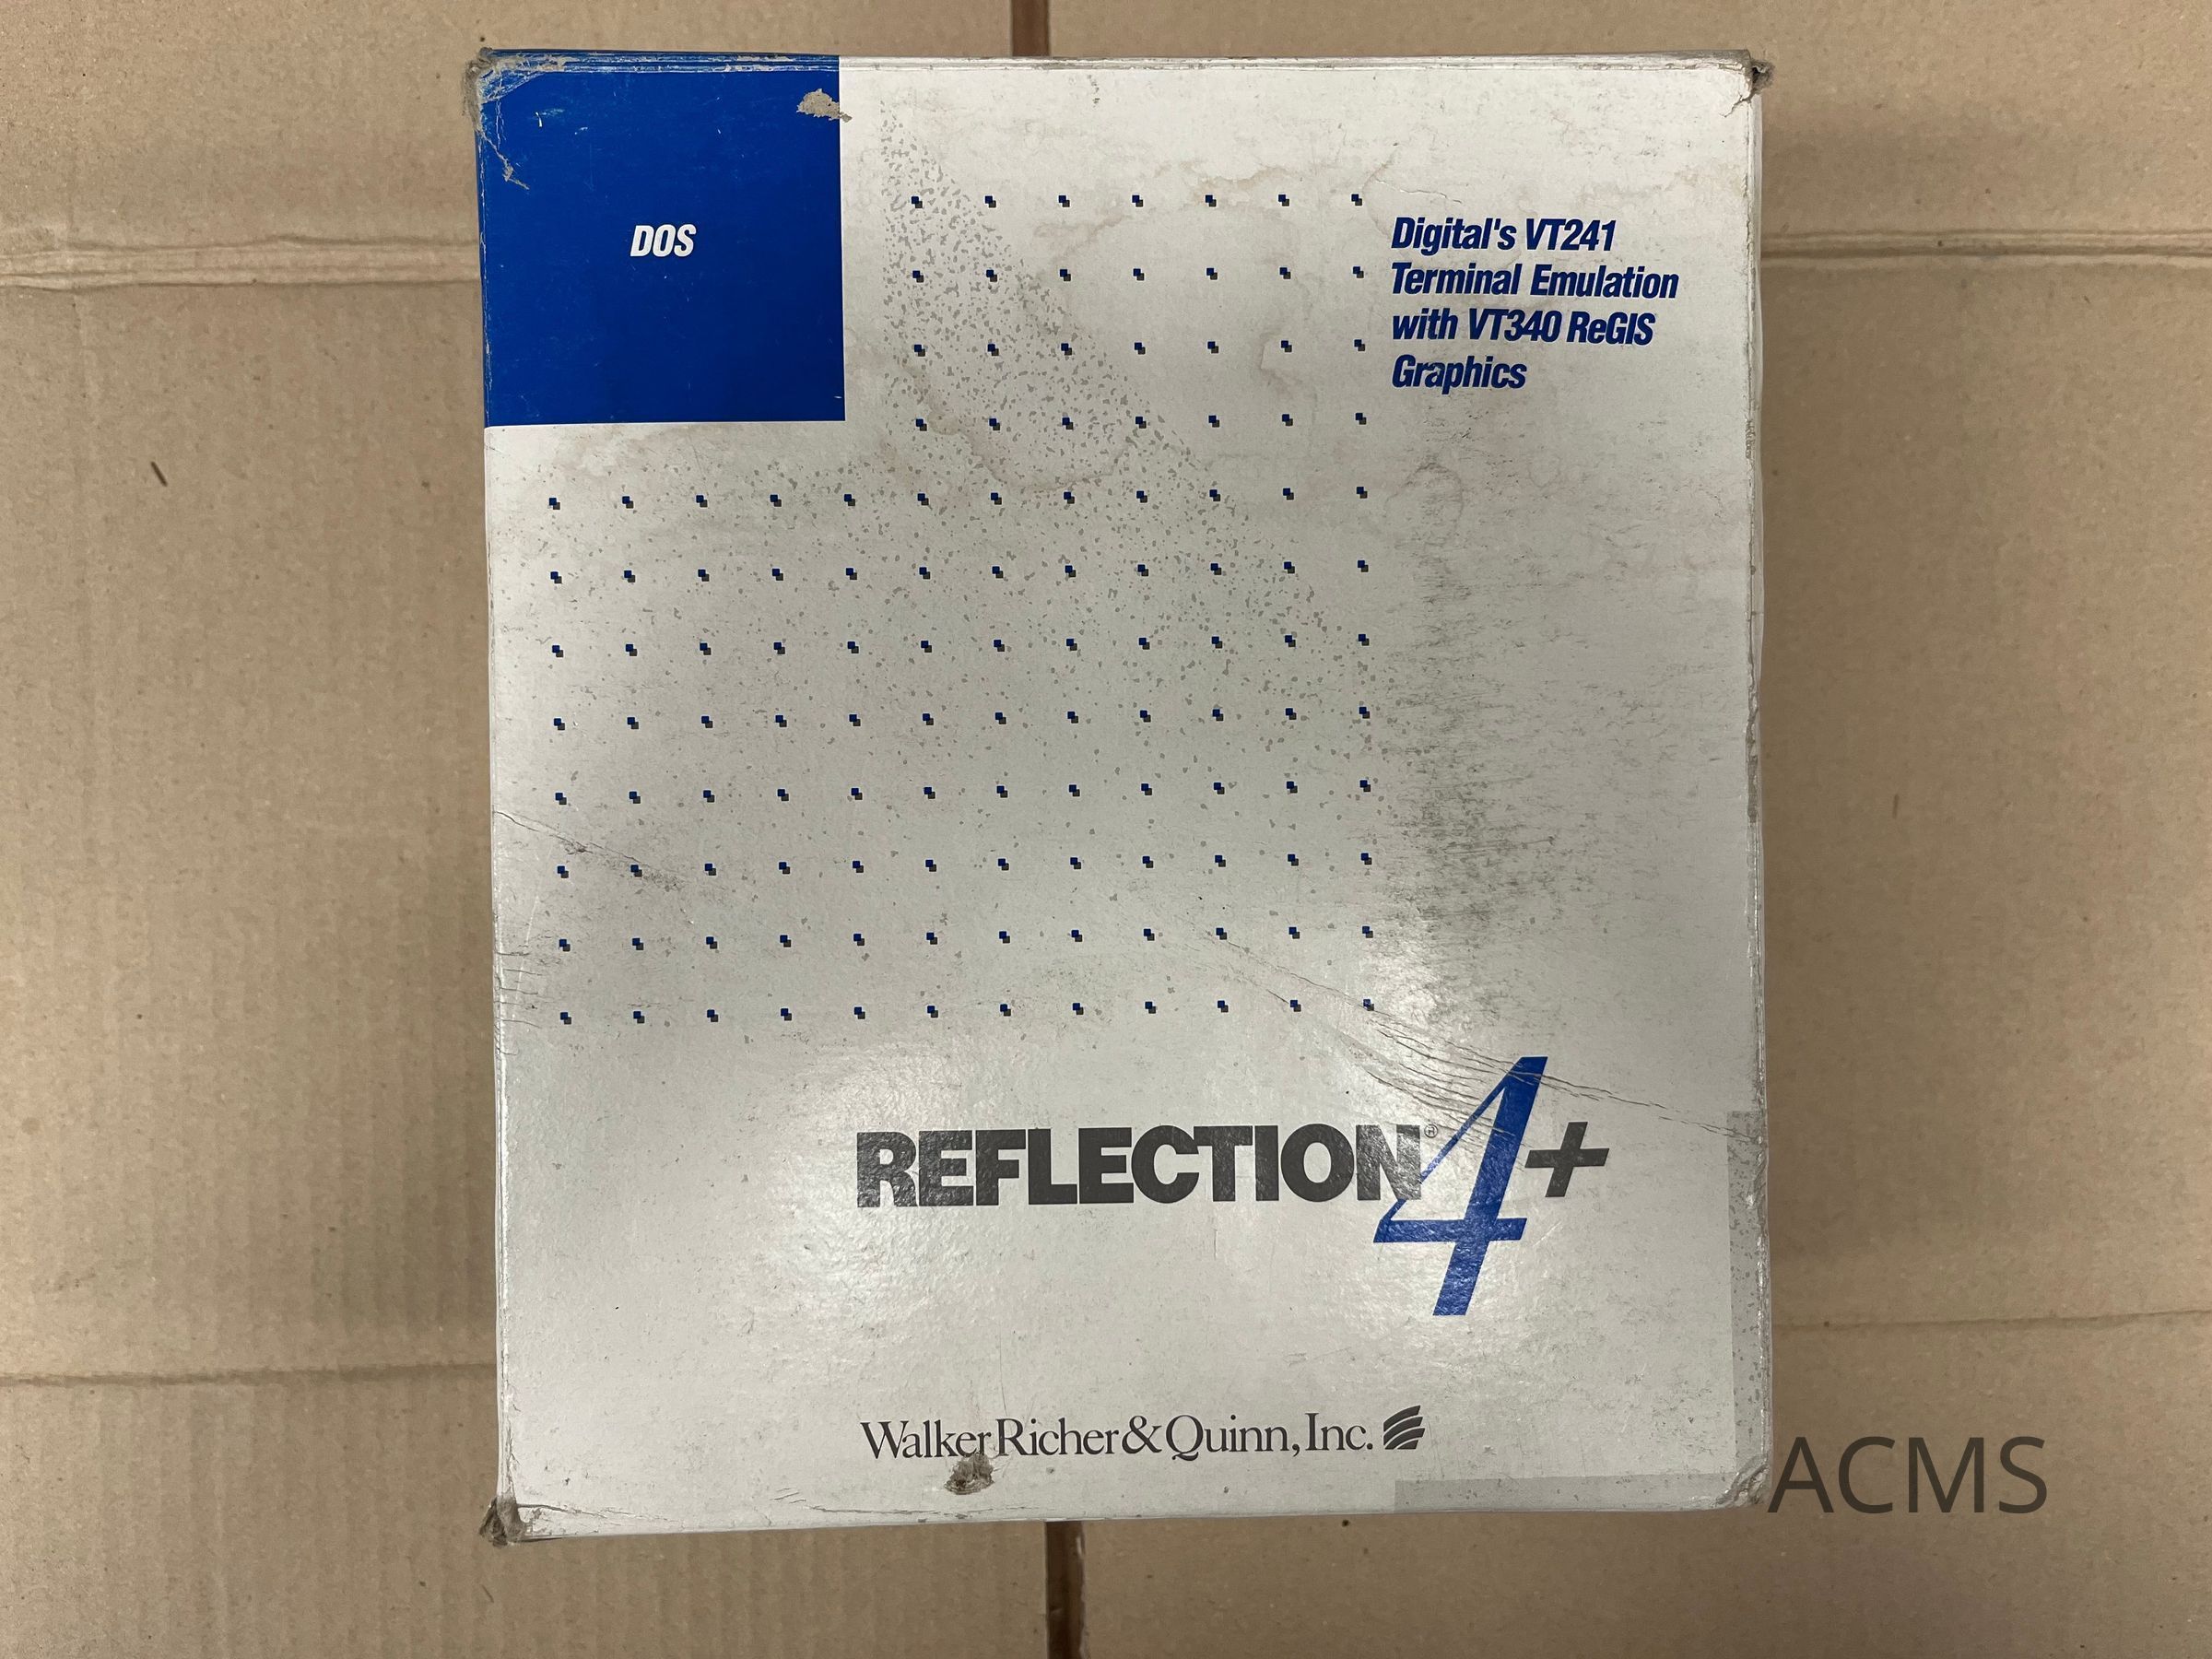 DOS
Digital's VT241
Terminal Emulation
with VT340 ReGIS
Graphics
REFLECTION® 4+
Walker Richer & Quinn, Inc.
ACMS